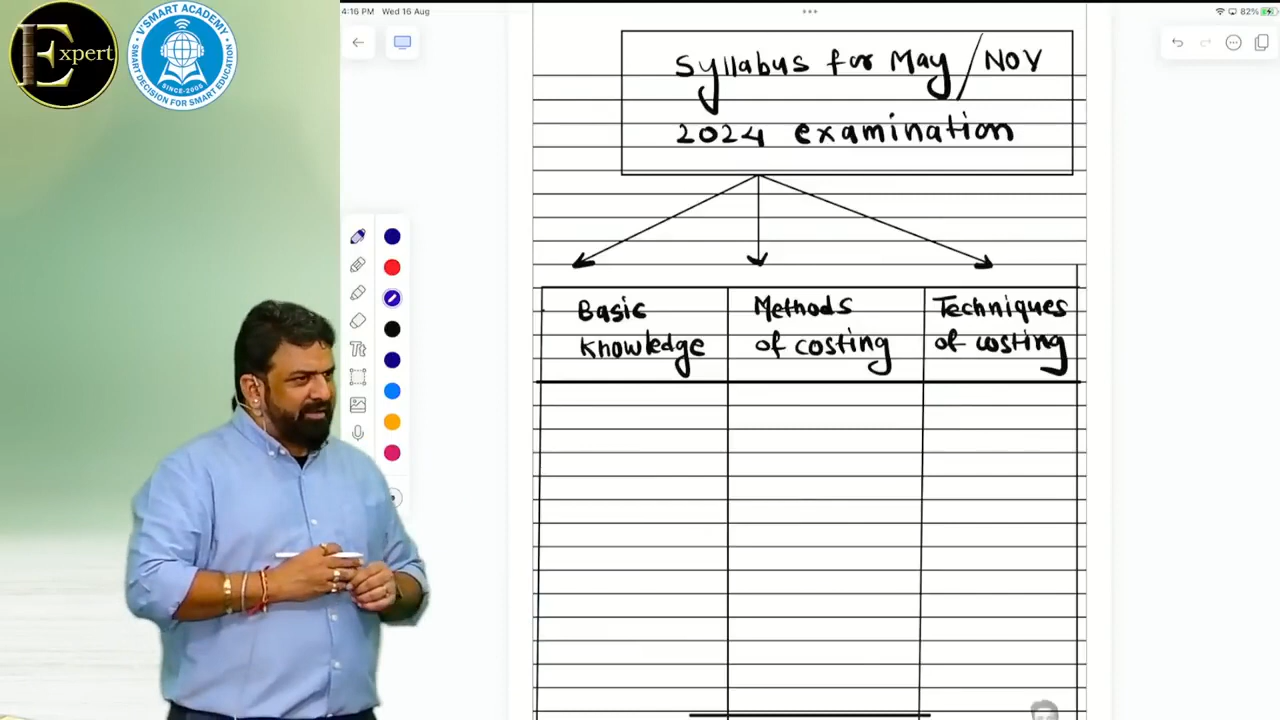 4:16 PM Wed 16 Aug
82%
Expert
V'SMART ACADEMY
SINCE-2005
SMART DECISION FOR SMART EDUCATION
Syllabus for May / NOV
2024 examination
Basic
Knowledge
Methods
of costing
Techniques
of costing
Tt